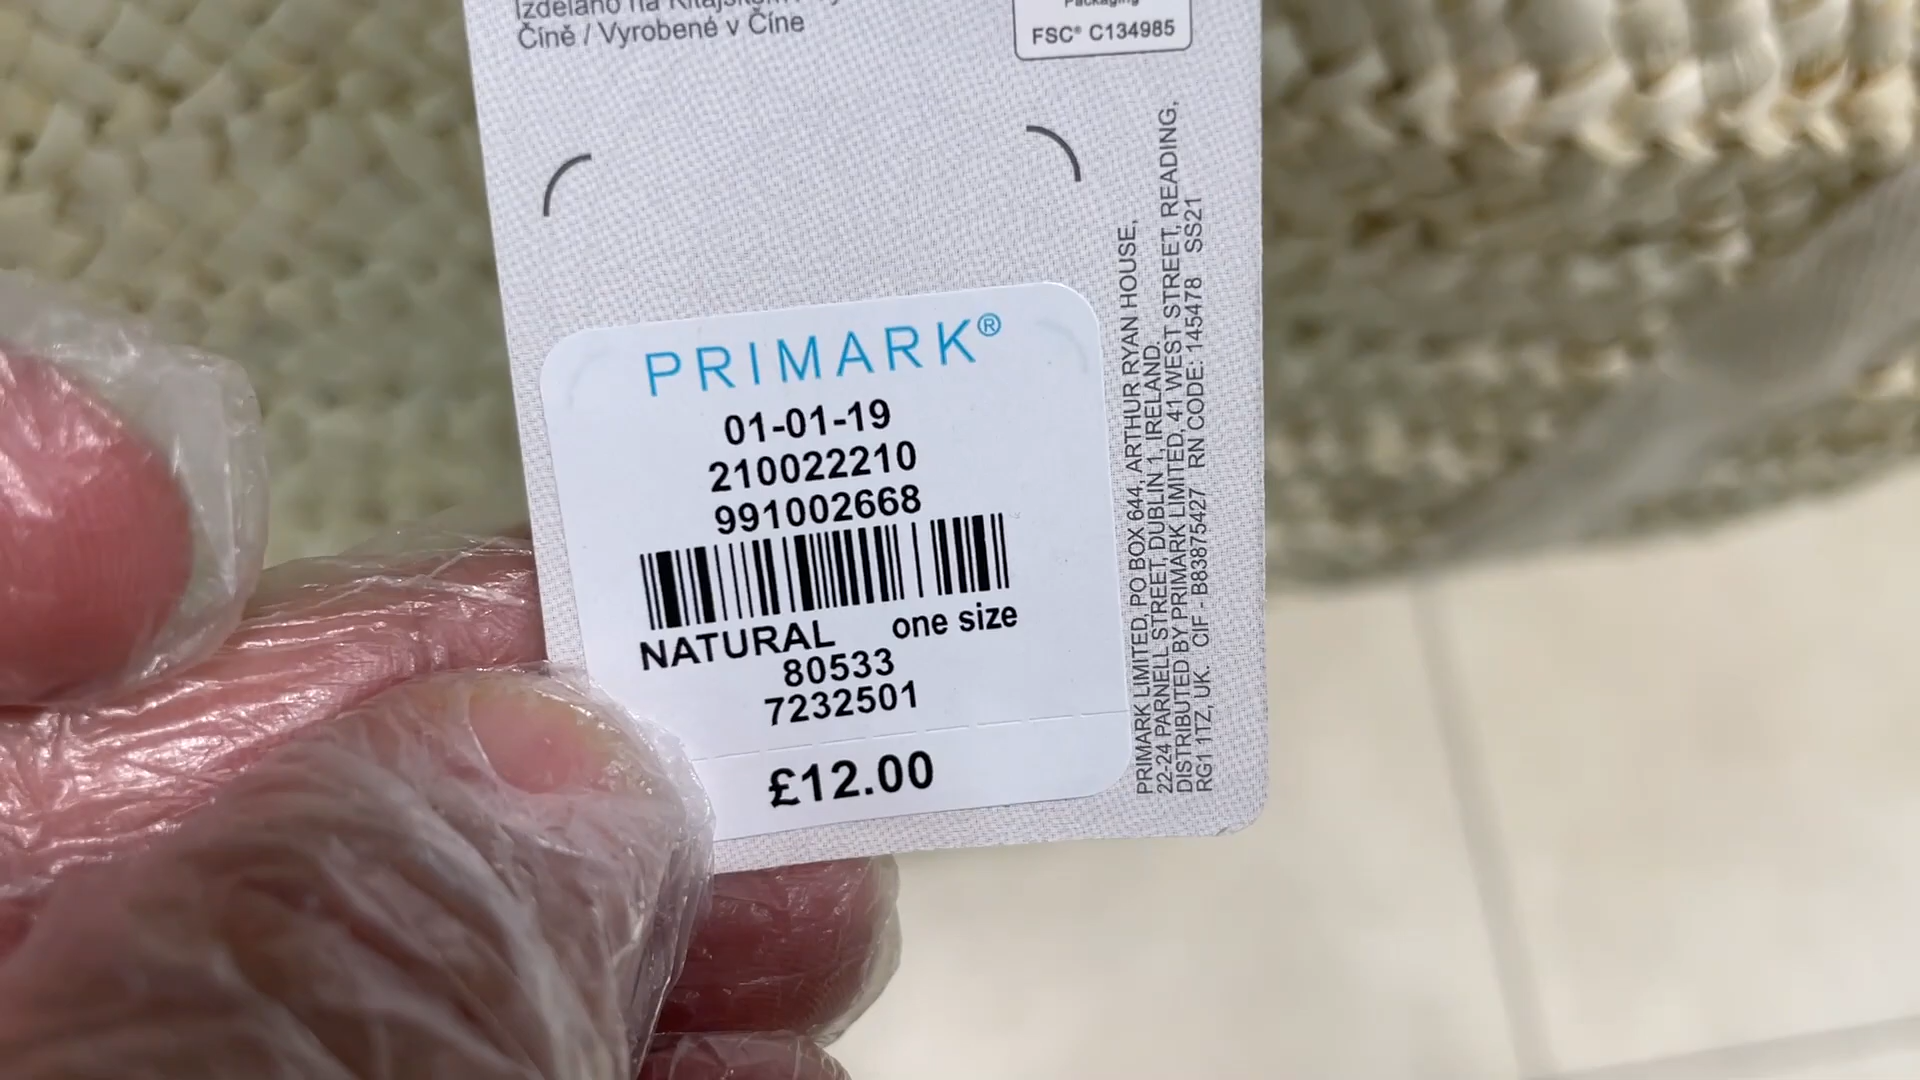 Izdelano na Kitajskem
Číně / Vyrobené v Číne
Packaging
FSC® C134985
PRIMARK®
01-01-19
210022210
991002668
NATURAL one size
80533
7232501
£12.00
PRIMARK LIMITED, PO BOX 644, ARTHUR RYAN HOUSE,
22-24 PARNELL STREET, DUBLIN 1, IRELAND.
DISTRIBUTED BY PRIMARK LIMITED, 41 WEST STREET, READING,
RG1 1TZ, UK. CIF - B83875427 RN CODE: 145478 SS21